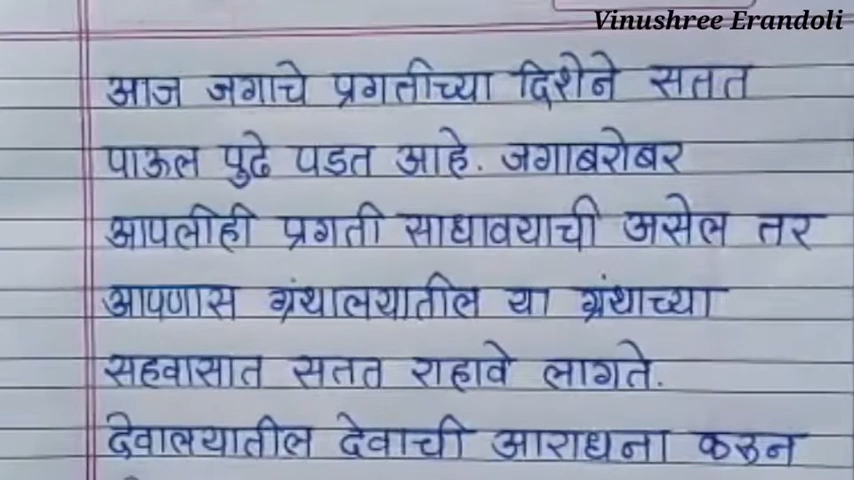 Vinushree Erandoli
आज जगाचे प्रगतीच्या दिशेने सतत
पाऊल पुढे पडत आहे. जगाबरोबर
आपलीही प्रगती साधावयाची असेल तर
आपणास ग्रंथालयातील या ग्रंथाच्या
सहवासात सतत राहावे लागते.
देवालयातील देवाची आराधना करून